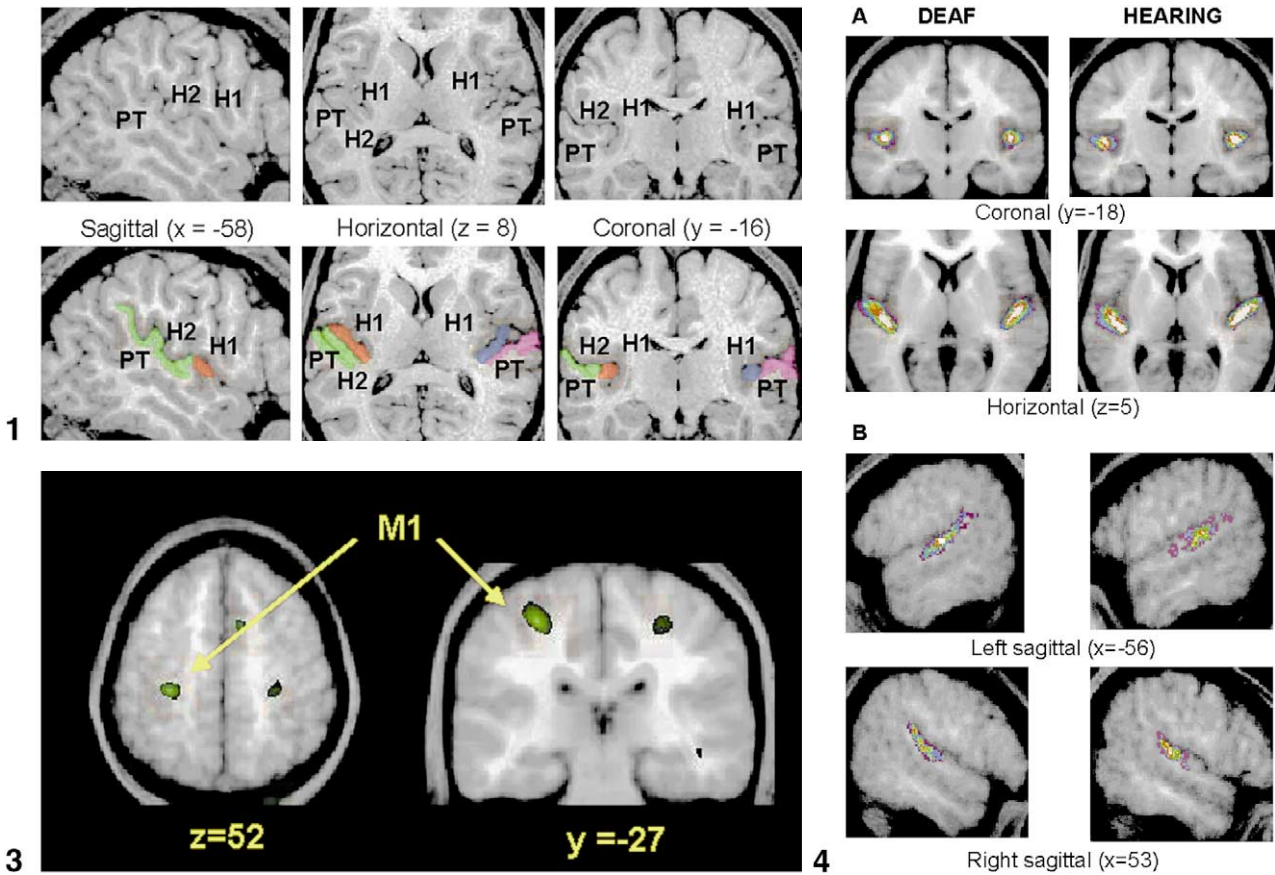 H2 H1
PT
H1 H1
PT PT
H2
H2 H1 H1
PT PT
Sagittal (x = -58) Horizontal (z = 8) Coronal (y = -16)
H2 H1
PT
H1 H1
PT PT
H2
H2 H1 H1
PT PT
1
M1
z=52 y =-27
3
A DEAF HEARING
Coronal (y=-18)
Horizontal (z=5)
B
Left sagittal (x=-56)
Right sagittal (x=53)
4